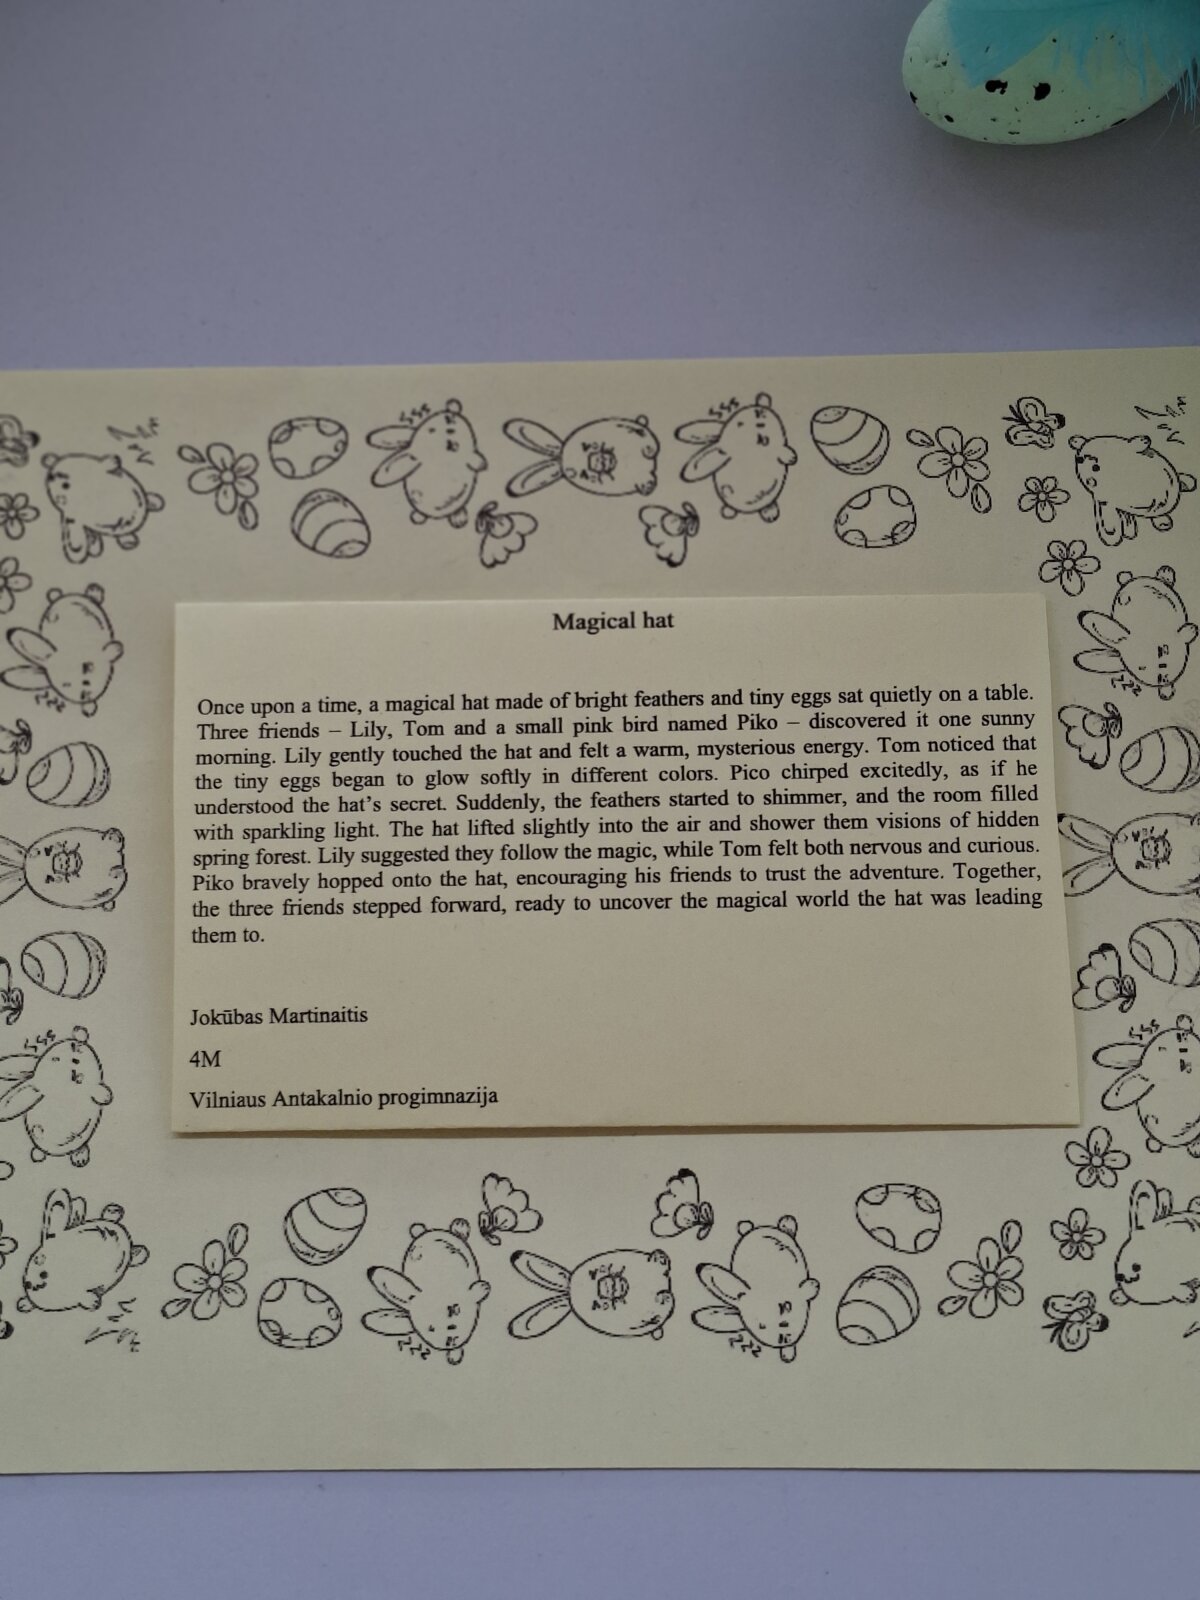 Magical hat
Once upon a time, a magical hat made of bright feathers and tiny eggs sat quietly on a table.
Three friends – Lily, Tom and a small pink bird named Piko – discovered it one sunny
morning. Lily gently touched the hat and felt a warm, mysterious energy. Tom noticed that
the tiny eggs began to glow softly in different colors. Pico chirped excitedly, as if he
understood the hat's secret. Suddenly, the feathers started to shimmer, and the room filled
with sparkling light. The hat lifted slightly into the air and shower them visions of hidden
spring forest. Lily suggested they follow the magic, while Tom felt both nervous and curious.
Piko bravely hopped onto the hat, encouraging his friends to trust the adventure. Together,
the three friends stepped forward, ready to uncover the magical world the hat was leading
them to.
Jokūbas Martinaitis
4M
Vilniaus Antakalnio progimnazija